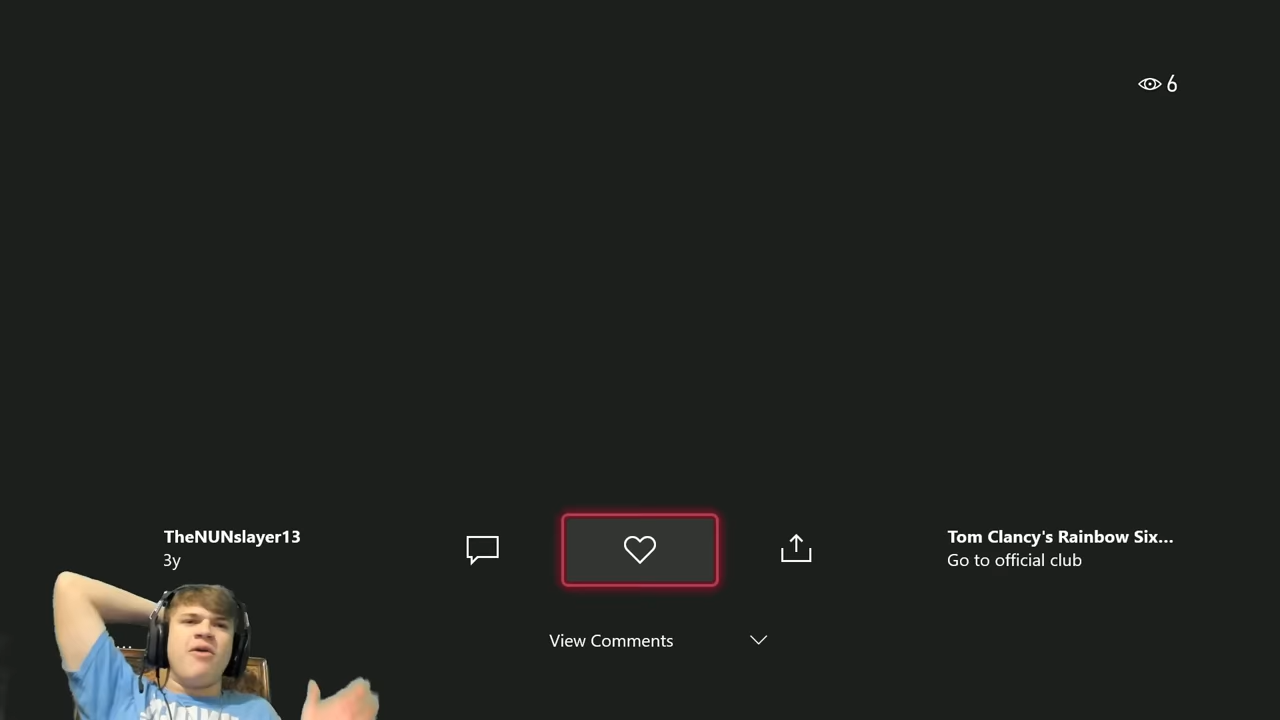 6
TheNUNslayer13
3y
Tom Clancy's Rainbow Six...
Go to official club
View Comments